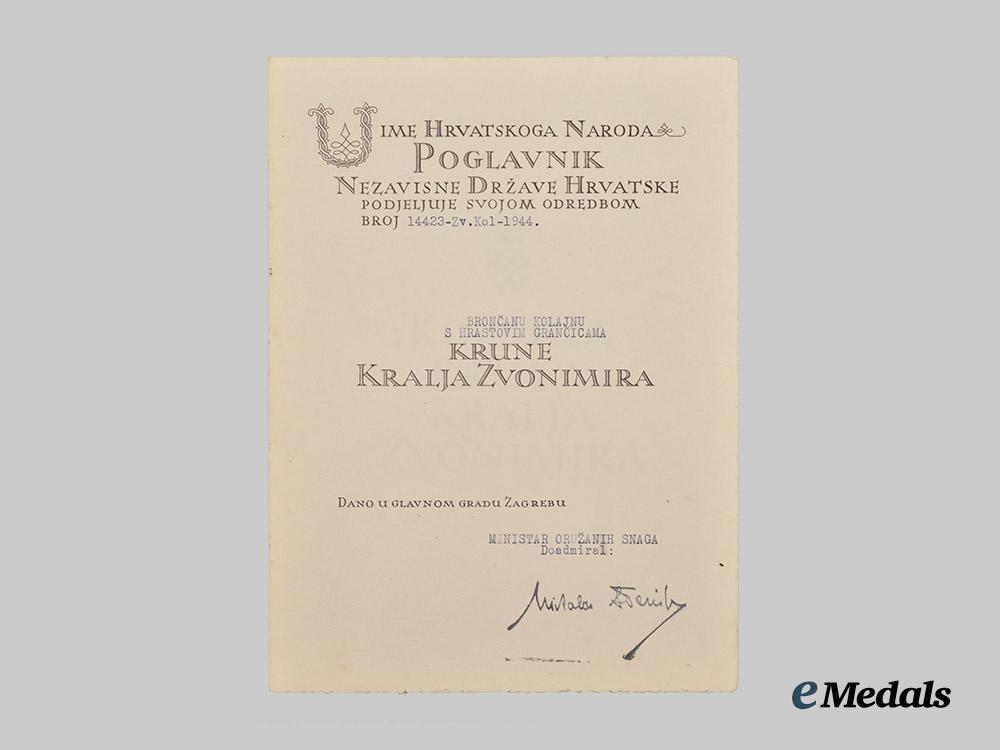 U IME HRVATSKOGA NARODA
POGLAVNIK
NEZAVISNE DRŽAVE HRVATSKE
PODJELJUJE SVOJOM ODREDBOM
BROJ 14423-Zv.Kol-1944.
BRONČANU KOLAJNU
S HRASTOVIM GRANČICAMA
KRUNE
KRALJA ZVONIMIRA
DANO U GLAVNOM GRADU ZAGREBU
MINISTAR ORUŽANIH SNAGA
Doadmiral:
eMedals